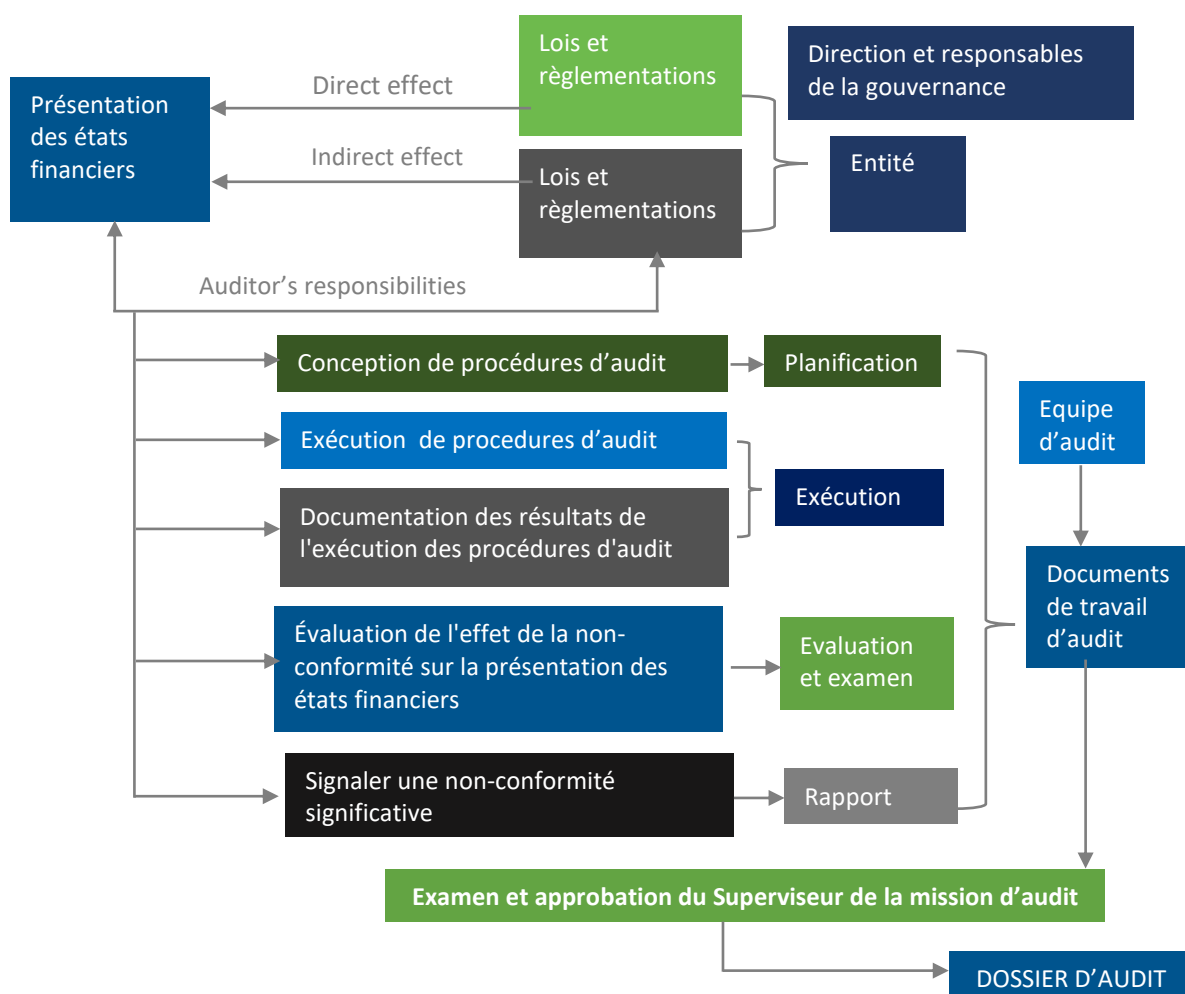 Lois et
règlementations
Direction et responsables
de la gouvernance
Présentation
des états
financiers
Direct effect
Indirect effect
Lois et
règlementations
Entité
Auditor’s responsibilities
Conception de procédures d’audit
Planification
Equipe
d’audit
Exécution de procedures d’audit
Exécution
Documentation des résultats de
l'exécution des procédures d'audit
Documents
de travail
d’audit
Évaluation de l'effet de la non-
conformité sur la présentation des
états financiers
Evaluation
et examen
Signaler une non-conformité
significative
Rapport
Examen et approbation du Superviseur de la mission d’audit
DOSSIER D’AUDIT